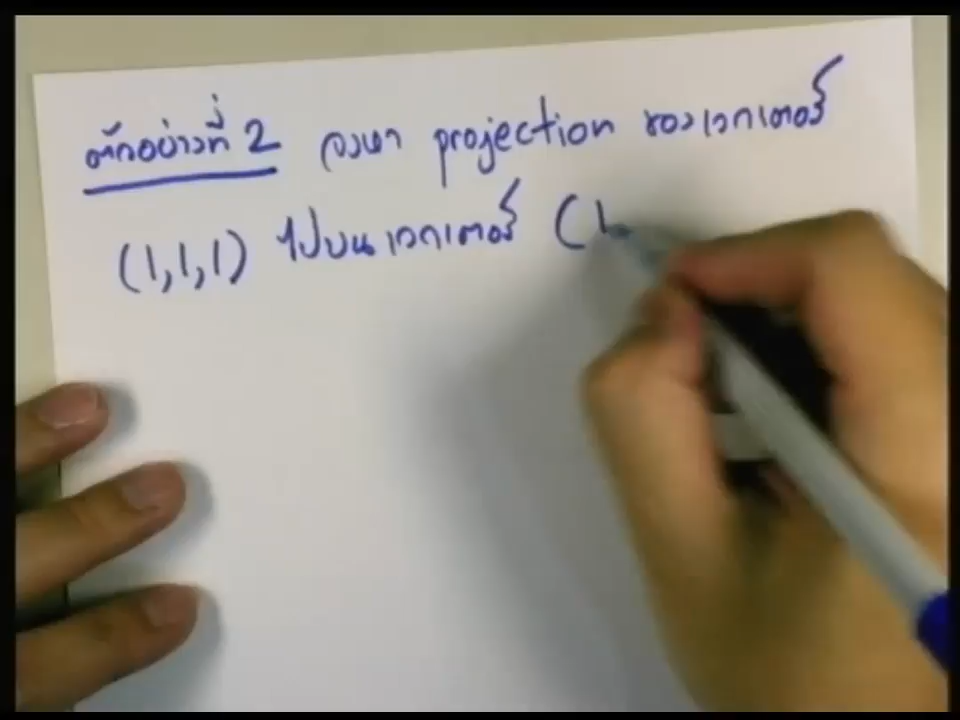 ตัวอย่างที่ 2 จงหา projection ของเวกเตอร์
(1,1,1) ไปบนเวกเตอร์ (1,